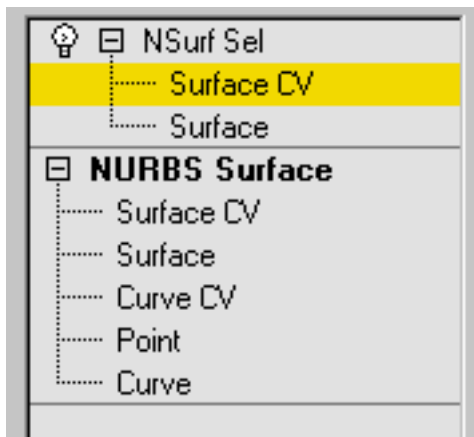 NSurf Sel
Surface CV
Surface
NURBS Surface
Surface CV
Surface
Curve CV
Point
Curve